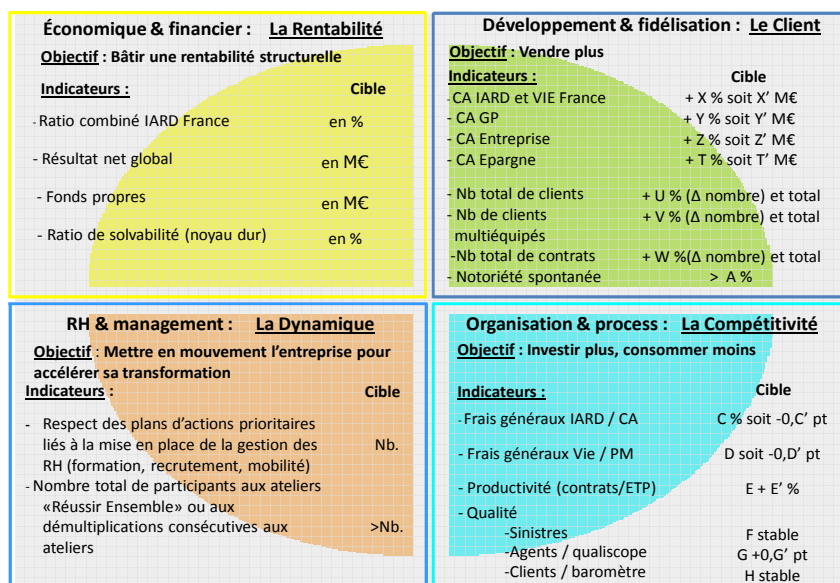 Économique & financier : La Rentabilité
Objectif : Bâtir une rentabilité structurelle
Indicateurs : Cible
- Ratio combiné IARD France en %
- Résultat net global en M€
- Fonds propres en M€
- Ratio de solvabilité (noyau dur) en %
Développement & fidélisation : Le Client
Objectif : Vendre plus
Indicateurs : Cible
- CA IARD et VIE France + X % soit X’ M€
- CA GP + Y % soit Y’ M€
- CA Entreprise + Z % soit Z’ M€
- CA Epargne + T % soit T’ M€
- Nb total de clients + U % (Δ nombre) et total
- Nb de clients + V % (Δ nombre) et total
multiéquipés
-Nb total de contrats + W %(Δ nombre) et total
- Notoriété spontanée > A %
RH & management : La Dynamique
Objectif : Mettre en mouvement l’entreprise pour
accélérer sa transformation
Indicateurs : Cible
- Respect des plans d’actions prioritaires
liés à la mise en place de la gestion des Nb.
RH (formation, recrutement, mobilité)
- Nombre total de participants aux ateliers
«Réussir Ensemble» ou aux
démultiplications consécutives aux >Nb.
ateliers
Organisation & process : La Compétitivité
Objectif : Investir plus, consommer moins
Indicateurs : Cible
- Frais généraux IARD / CA C % soit -0,C’ pt
- Frais généraux Vie / PM D soit -0,D’ pt
- Productivité (contrats/ETP) E + E’ %
- Qualité
-Sinistres F stable
-Agents / qualiscope G +0,G’ pt
-Clients / baromètre H stable